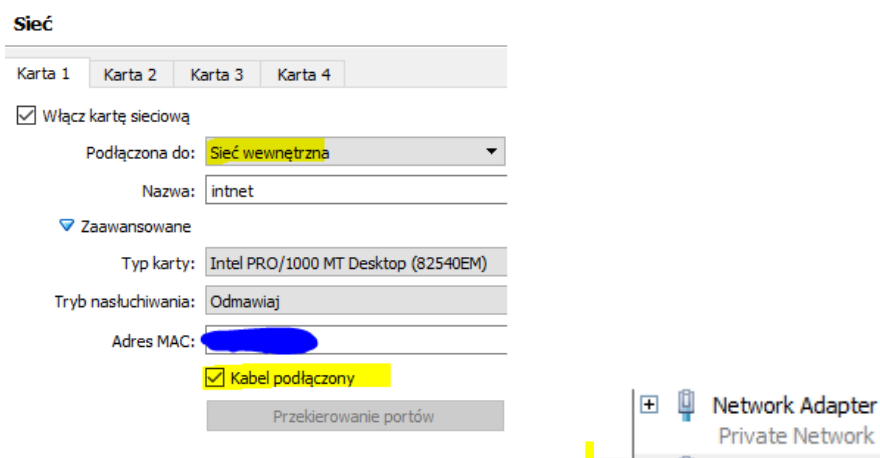 Sieć
Karta 1 Karta 2 Karta 3 Karta 4
Włącz kartę sieciową
Podłączona do: Sieć wewnętrzna
Nazwa: intnet
Zaawansowane
Typ karty: Intel PRO/1000 MT Desktop (82540EM)
Tryb nasłuchiwania: Odmawiaj
Adres MAC:
Kabel podłączony
Przekierowanie portów
Network Adapter
Private Network